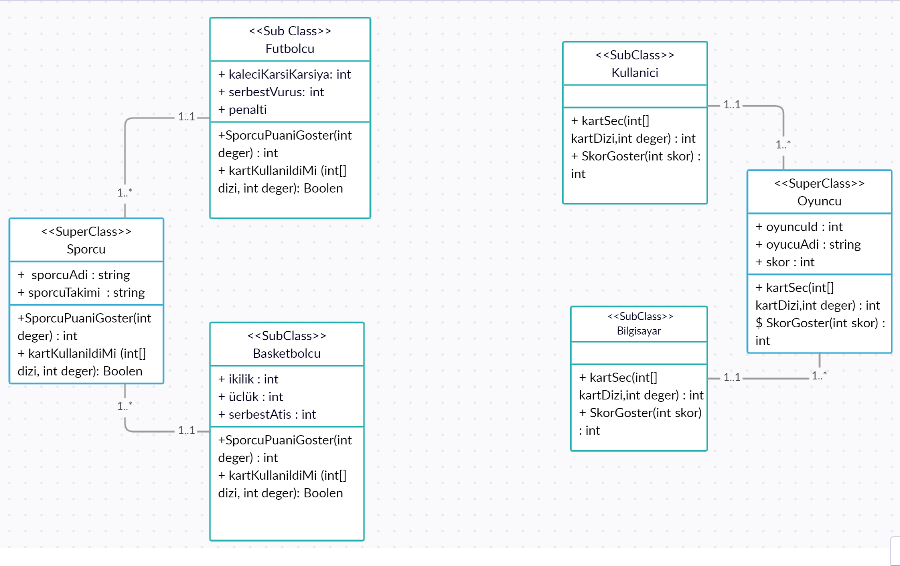 <<Sub Class>>
Futbolcu
+ kaleciKarsiKarsiya: int
+ serbestVurus: int
+ penalti
+SporcuPuaniGoster(int
deger) : int
+ kartKullanildiMi (int[]
dizi, int deger): Boolen
1..1
1..*
<<SuperClass>>
Sporcu
+ sporcuAdi : string
+ sporcuTakimi : string
+SporcuPuaniGoster(int
deger) : int
+ kartKullanildiMi (int[]
dizi, int deger): Boolen
1..*
1..1
<<SubClass>>
Basketbolcu
+ ikilik : int
+ üclük : int
+ serbestAtis : int
+SporcuPuaniGoster(int
deger) : int
+ kartKullanildiMi (int[]
dizi, int deger): Boolen
<<SubClass>>
Kullanici
+ kartSec(int[]
kartDizi,int deger) : int
+ SkorGoster(int skor) :
int
1..1
1..*
<<SuperClass>>
Oyuncu
+ oyunculd : int
+ oyucuAdi : string
+ skor : int
+ kartSec(int[]
kartDizi,int deger) : int
$ SkorGoster(int skor) :
int
<<SubClass>>
Bilgisayar
+ kartSec(int[]
kartDizi,int deger) : int
+ SkorGoster(int skor)
: int
1..1
1..*